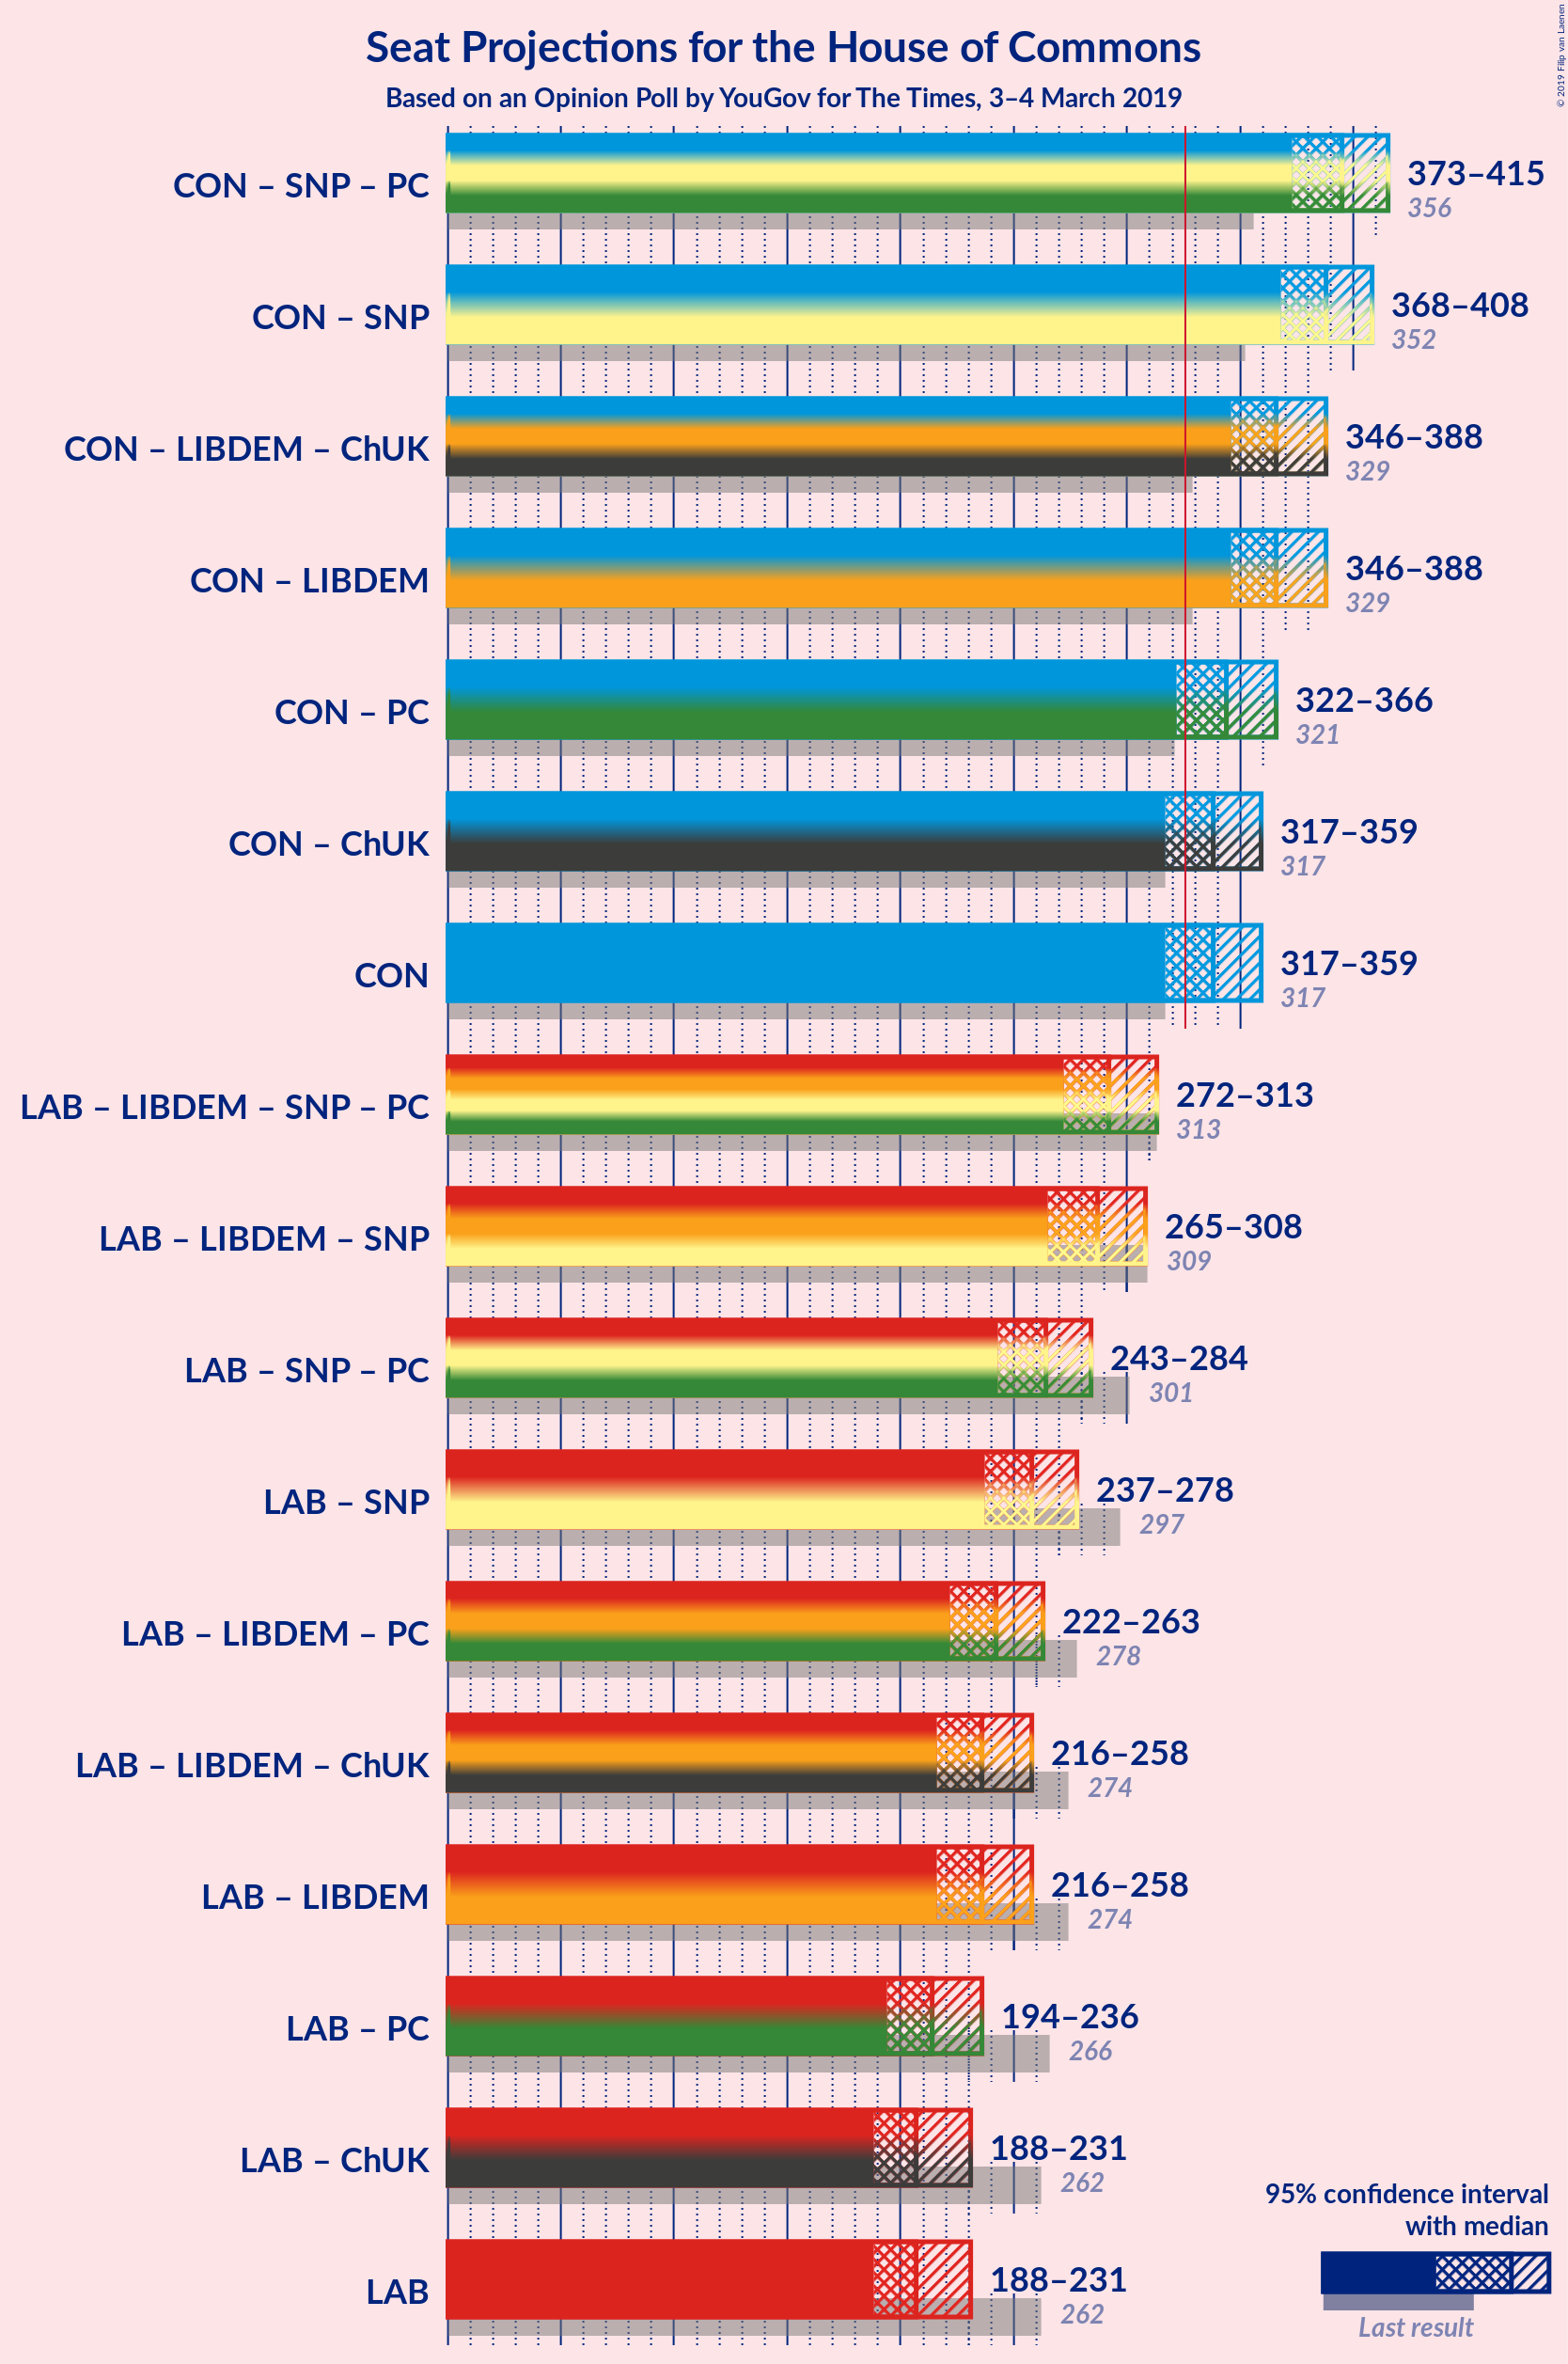 © 2019 Filip van Laenen
Seat Projections for the House of Commons
Based on an Opinion Poll by YouGov for The Times, 3–4 March 2019
CON – SNP – PC
373–415
356
CON – SNP
368–408
352
CON – LIBDEM – ChUK
346–388
329
CON – LIBDEM
346–388
329
CON – PC
322–366
321
CON – ChUK
317–359
317
CON
317–359
317
LAB – LIBDEM – SNP – PC
272–313
313
LAB – LIBDEM – SNP
265–308
309
LAB – SNP – PC
243–284
301
LAB – SNP
237–278
297
LAB – LIBDEM – PC
222–263
278
LAB – LIBDEM – ChUK
216–258
274
LAB – LIBDEM
216–258
274
LAB – PC
194–236
266
LAB – ChUK
188–231
262
LAB
188–231
262
95% confidence interval
with median
Last result